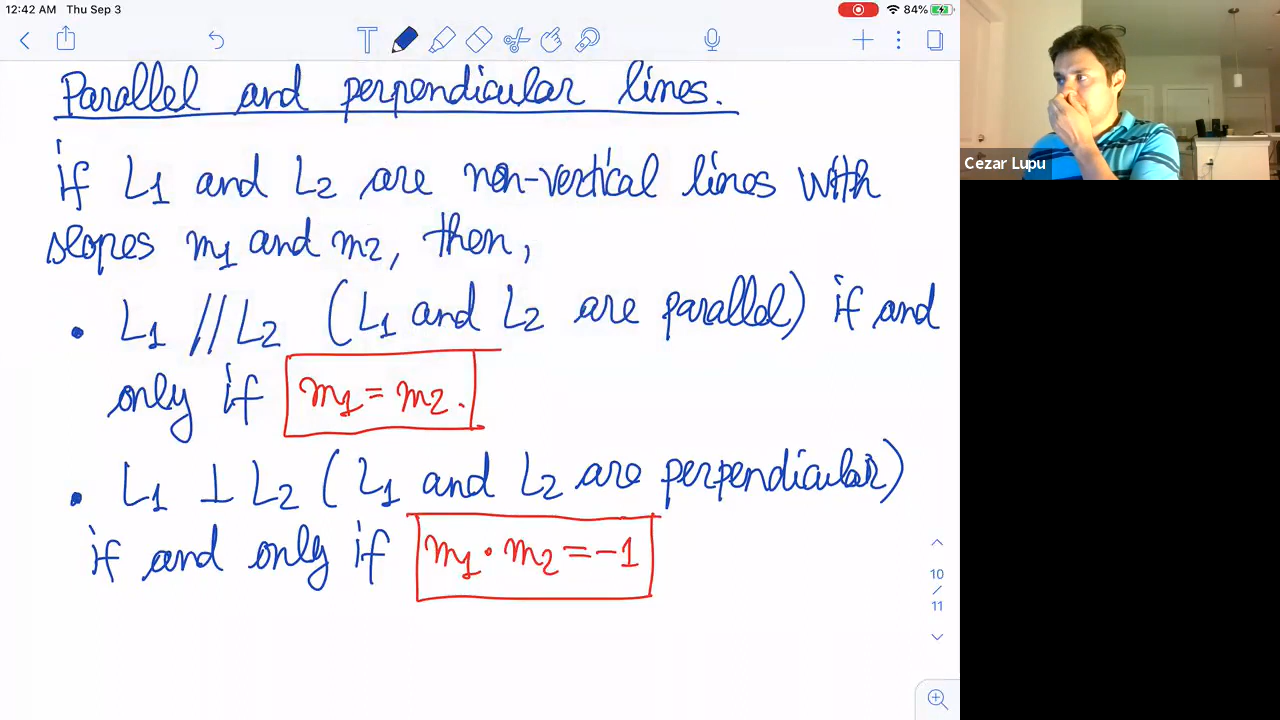 12:42 AM Thu Sep 3
84%
Parallel and perpendicular lines.
if L1 and L2 are non-vertical lines with
slopes m1 and m2, then,
• L1 // L2 (L1 and L2 are parallel) if and
only if m1 = m2.
• L1 ⊥ L2 (L1 and L2 are perpendicular)
if and only if m1 · m2 = -1
10
/
11
Cezar Lupu